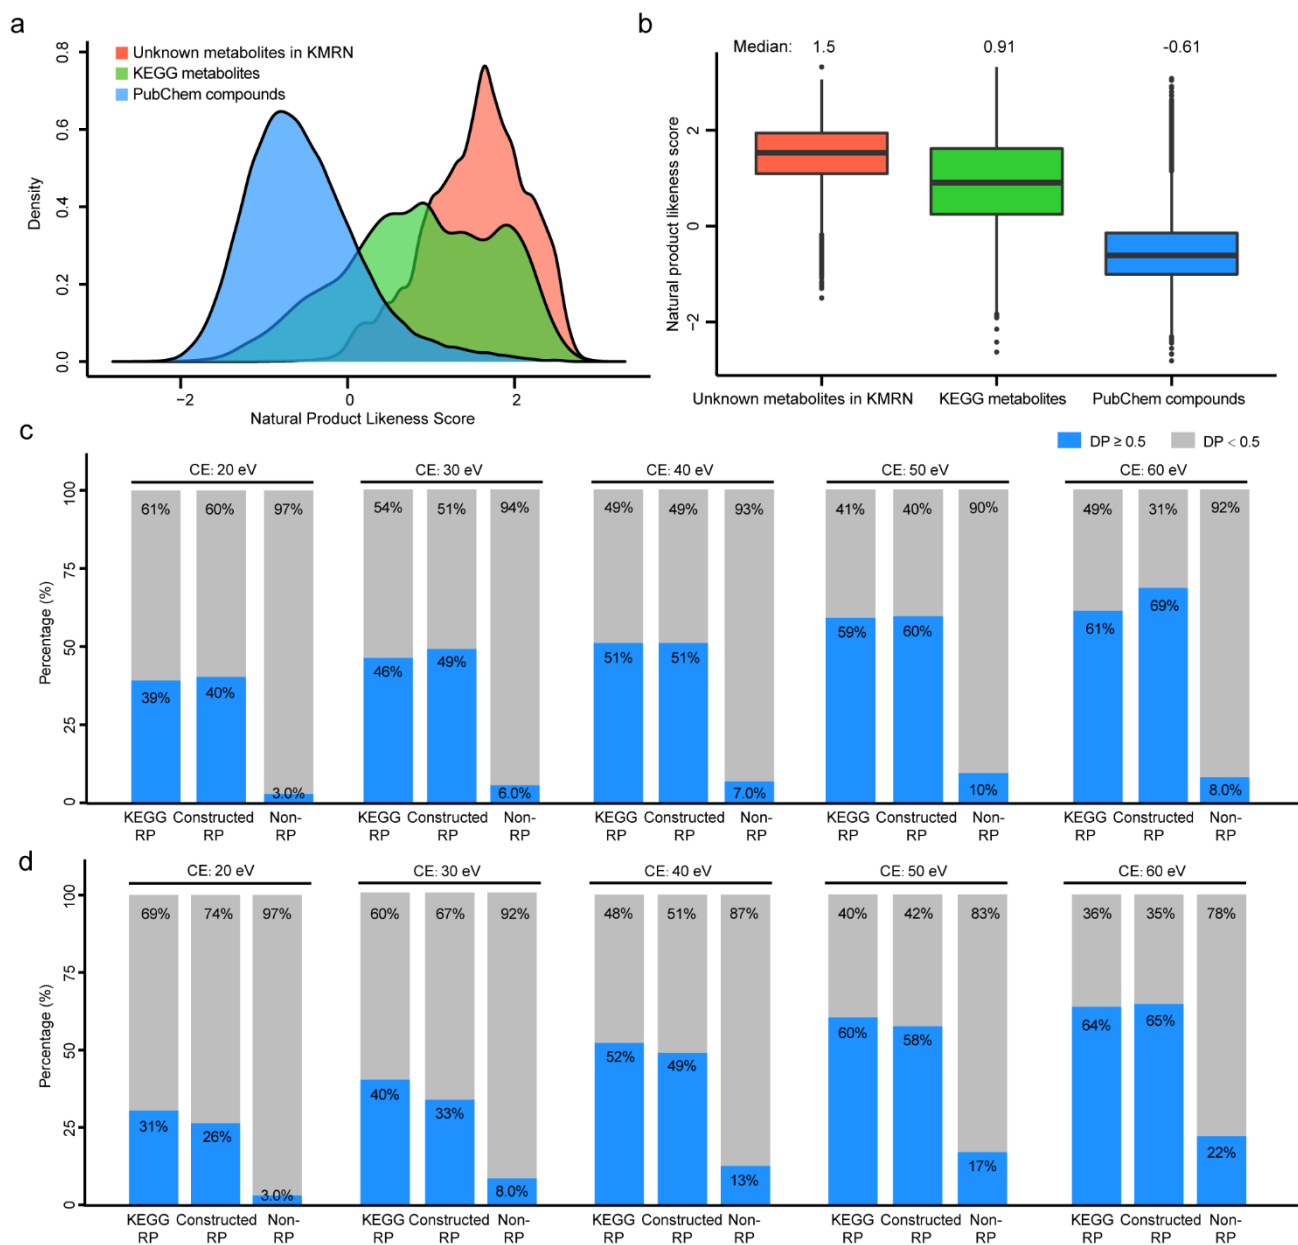 a
0.8
0.6
0.4
0.2
0.0
Density
Unknown metabolites in KMRN
KEGG metabolites
PubChem compounds
−2 0 2
Natural Product Likeness Score
b
Median: 1.5 0.91 -0.61
Natural product likeness score
2
0
−2
Unknown metabolites in KMRN KEGG metabolites PubChem compounds
c
DP ≥ 0.5 DP < 0.5
CE: 20 eV CE: 30 eV CE: 40 eV CE: 50 eV CE: 60 eV
Percentage (%)
100
75
50
25
0
61% 60% 97% 54% 51% 94% 49% 49% 93% 41% 40% 90% 49% 31% 92%
39% 40% 3.0% 46% 49% 6.0% 51% 51% 7.0% 59% 60% 10% 61% 69% 8.0%
KEGG Constructed Non- KEGG Constructed Non- KEGG Constructed Non- KEGG Constructed Non- KEGG Constructed Non-
RP RP RP RP RP RP RP RP RP RP RP RP RP RP RP
d
CE: 20 eV CE: 30 eV CE: 40 eV CE: 50 eV CE: 60 eV
Percentage (%)
100
75
50
25
0
69% 74% 97% 60% 67% 92% 48% 51% 87% 40% 42% 83% 36% 35% 78%
31% 26% 3.0% 40% 33% 8.0% 52% 49% 13% 60% 58% 17% 64% 65% 22%
KEGG Constructed Non- KEGG Constructed Non- KEGG Constructed Non- KEGG Constructed Non- KEGG Constructed Non-
RP RP RP RP RP RP RP RP RP RP RP RP RP RP RP